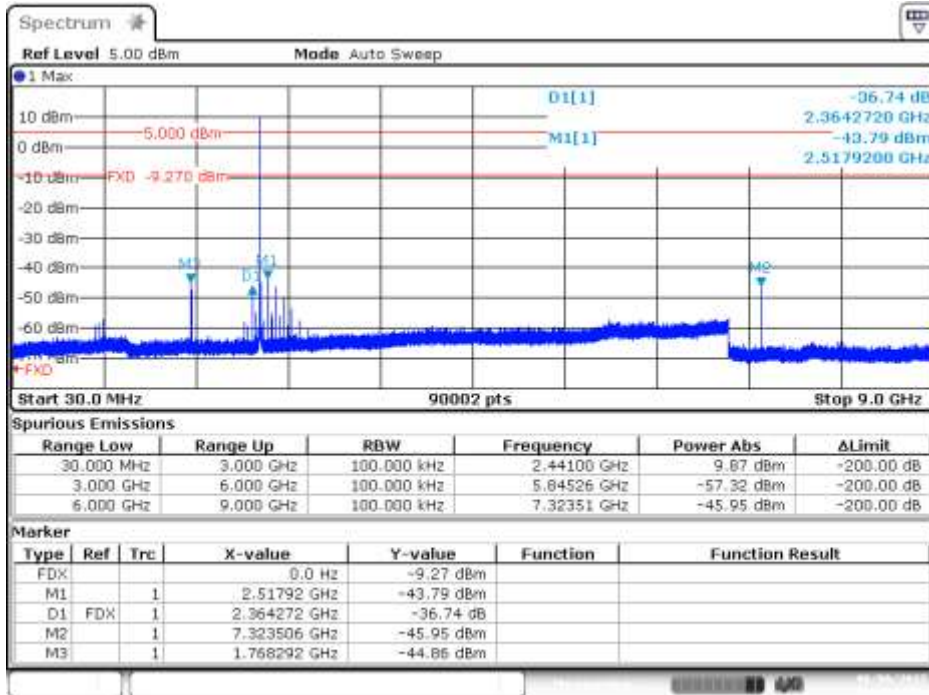 Spectrum
Ref Level 5.00 dBm Mode Auto Sweep
1 Max
D1[1] -36.74 dB
2.3642720 GHz
M1[1] -43.79 dBm
2.5179200 GHz
10 dBm
5.000 dBm
0 dBm
-10 dBm FXD -9.270 dBm
-20 dBm
-30 dBm
-40 dBm
M3 D1 M1 M2
-50 dBm
-60 dBm
FXD
Start 30.0 MHz 90002 pts Stop 9.0 GHz
Spurious Emissions
Range Low Range Up RBW Frequency Power Abs ΔLimit
30.000 MHz 3.000 GHz 100.000 kHz 2.44100 GHz 9.87 dBm -200.00 dB
3.000 GHz 6.000 GHz 100.000 kHz 5.84526 GHz -57.32 dBm -200.00 dB
6.000 GHz 9.000 GHz 100.000 kHz 7.32351 GHz -45.95 dBm -200.00 dB
Marker
Type Ref Trc X-value Y-value Function Function Result
FDX 0.0 Hz -9.27 dBm
M1 1 2.51792 GHz -43.79 dBm
D1 FDX 1 2.364272 GHz -36.74 dB
M2 1 7.323506 GHz -45.95 dBm
M3 1 1.768292 GHz -44.86 dBm